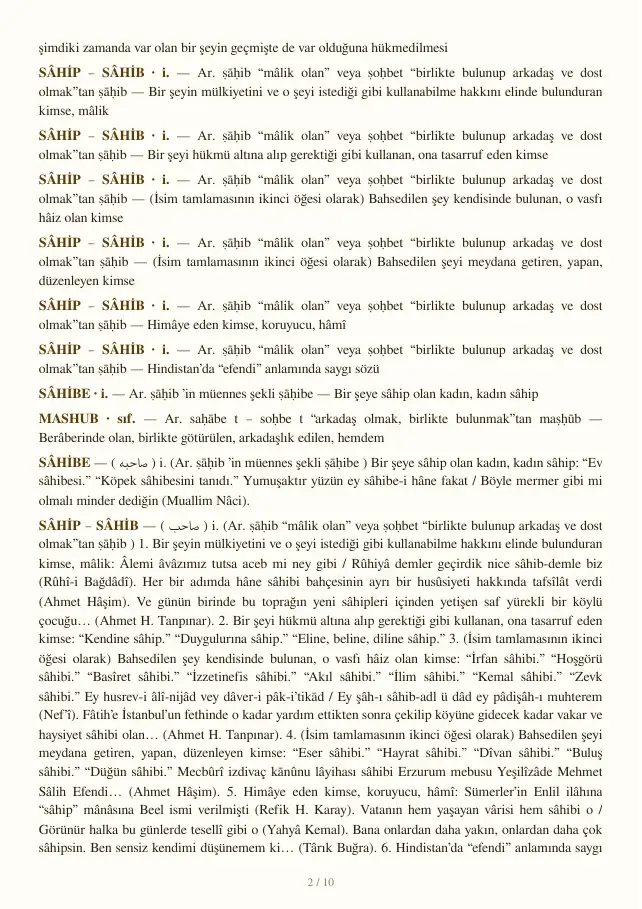 şimdiki zamanda var olan bir şeyin geçmişte de var olduğuna hükmedilmesi
SÂHİP – SÂHİB · i. — Ar. ṣāḥib “mâlik olan” veya ṣoḥbet “birlikte bulunup arkadaş ve dost
olmak”tan ṣāḥib — Bir şeyin mülkiyetini ve o şeyi istediği gibi kullanabilme hakkını elinde bulunduran
kimse, mâlik
SÂHİP – SÂHİB · i. — Ar. ṣāḥib “mâlik olan” veya ṣoḥbet “birlikte bulunup arkadaş ve dost
olmak”tan ṣāḥib — Bir şeyi hükmü altına alıp gerektiği gibi kullanan, ona tasarruf eden kimse
SÂHİP – SÂHİB · i. — Ar. ṣāḥib “mâlik olan” veya ṣoḥbet “birlikte bulunup arkadaş ve dost
olmak”tan ṣāḥib — (İsim tamlamasının ikinci öğesi olarak) Bahsedilen şey kendisinde bulunan, o vasfı
hâiz olan kimse
SÂHİP – SÂHİB · i. — Ar. ṣāḥib “mâlik olan” veya ṣoḥbet “birlikte bulunup arkadaş ve dost
olmak”tan ṣāḥib — (İsim tamlamasının ikinci öğesi olarak) Bahsedilen şeyi meydana getiren, yapan,
düzenleyen kimse
SÂHİP – SÂHİB · i. — Ar. ṣāḥib “mâlik olan” veya ṣoḥbet “birlikte bulunup arkadaş ve dost
olmak”tan ṣāḥib — Himâye eden kimse, koruyucu, hâmî
SÂHİP – SÂHİB · i. — Ar. ṣāḥib “mâlik olan” veya ṣoḥbet “birlikte bulunup arkadaş ve dost
olmak”tan ṣāḥib — Hindistan’da “efendi” anlamında saygı sözü
SÂHİBE · i. — Ar. ṣāḥib ’in müennes şekli ṣāḥibe — Bir şeye sâhip olan kadın, kadın sâhip
MASHUB · sıf. — Ar. saḥābe t – soḥbe t “arkadaş olmak, birlikte bulunmak”tan maṣḥūb —
Berâberinde olan, birlikte götürülen, arkadaşlık edilen, hemdem
SÂHİBE — ( ﺻﺎﺣﺒﻪ ) i. (Ar. ṣāḥib ’in müennes şekli ṣāḥibe ) Bir şeye sâhip olan kadın, kadın sâhip: “Ev
sâhibesi.” “Köpek sâhibesini tanıdı.” Yumuşaktır yüzün ey sâhibe-i hâne fakat / Böyle mermer gibi mi
olmalı minder dediğin (Muallim Nâci).
SÂHİP – SÂHİB — ( ﺻﺎﺣﺐ ) i. (Ar. ṣāḥib “mâlik olan” veya ṣoḥbet “birlikte bulunup arkadaş ve dost
olmak”tan ṣāḥib ) 1. Bir şeyin mülkiyetini ve o şeyi istediği gibi kullanabilme hakkını elinde bulunduran
kimse, mâlik: Âlemi âvâzımız tutsa aceb mi ney gibi / Rûhiyâ demler geçirdik nice sâhib-demle biz
(Rûhî-i Bağdâdî). Her bir adımda hâne sâhibi bahçesinin ayrı bir husûsiyeti hakkında tafsîlât verdi
(Ahmet Hâşim). Ve günün birinde bu toprağın yeni sâhipleri içinden yetişen saf yürekli bir köylü
çocuğu… (Ahmet H. Tanpınar). 2. Bir şeyi hükmü altına alıp gerektiği gibi kullanan, ona tasarruf eden
kimse: “Kendine sâhip.” “Duygulurına sâhip.” “Eline, beline, diline sâhip.” 3. (İsim tamlamasının ikinci
öğesi olarak) Bahsedilen şey kendisinde bulunan, o vasfı hâiz olan kimse: “İrfan sâhibi.” “Hoşgörü
sâhibi.” “Basîret sâhibi.” “İzzetinefis sâhibi.” “Akıl sâhibi.” “İlim sâhibi.” “Kemal sâhibi.” “Zevk
sâhibi.” Ey husrev-i âlî-nijâd vey dâver-i pâk-i’tikād / Ey şâh-ı sâhib-adl ü dâd ey pâdişâh-ı muhterem
(Nef’î). Fâtih’e İstanbul’un fethinde o kadar yardım ettikten sonra çekilip köyüne gidecek kadar vakar ve
haysiyet sâhibi olan… (Ahmet H. Tanpınar). 4. (İsim tamlamasının ikinci öğesi olarak) Bahsedilen şeyi
meydana getiren, yapan, düzenleyen kimse: “Eser sâhibi.” “Hayrat sâhibi.” “Dîvan sâhibi.” “Buluş
sâhibi.” “Düğün sâhibi.” Mecbûrî izdivaç kānûnu lâyihası sâhibi Erzurum mebusu Yeşilîzâde Mehmet
Sâlih Efendi… (Ahmet Hâşim). 5. Himâye eden kimse, koruyucu, hâmî: Sümerler’in Enlil ilâhına
“sâhip” mânâsına Beel ismi verilmişti (Refik H. Karay). Vatanın hem yaşayan vârisi hem sâhibi o /
Görünür halka bu günlerde tesellî gibi o (Yahyâ Kemal). Bana onlardan daha yakın, onlardan daha çok
sâhipsin. Ben sensiz kendimi düşünemem ki… (Târık Buğra). 6. Hindistan’da “efendi” anlamında saygı
2 / 10